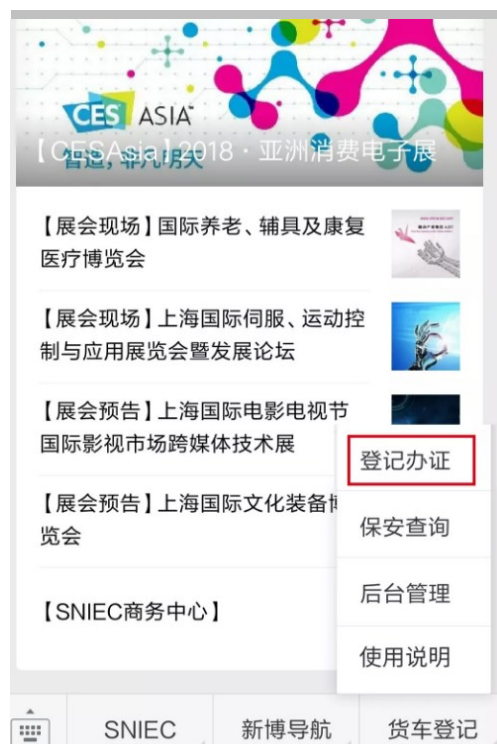 CES ASIA
智造，非凡明天
【CESAsia】2018·亚洲消费电子展
【展会现场】国际养老、辅具及康复
医疗博览会
【展会现场】上海国际伺服、运动控
制与应用展览会暨发展论坛
【展会预告】上海国际电影电视节
国际影视市场跨媒体技术展
【展会预告】上海国际文化装备博
览会
【SNIEC商务中心】
登记办证
保安查询
后台管理
使用说明
SNIEC
新博导航
货车登记